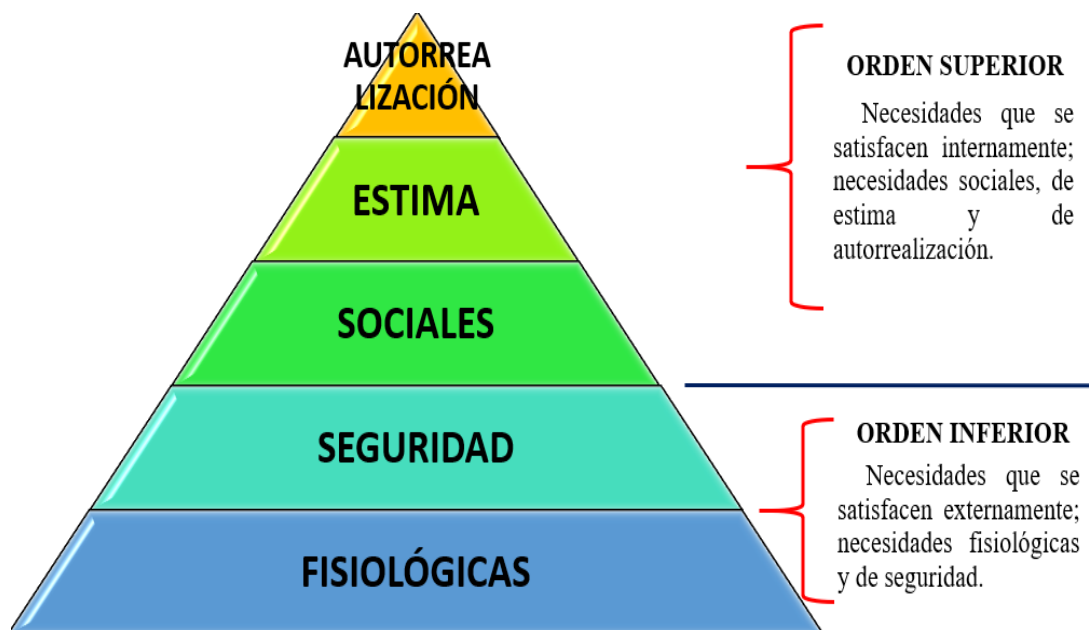 AUTORREA
LIZACIÓN
ESTIMA
SOCIALES
SEGURIDAD
FISIOLÓGICAS
ORDEN SUPERIOR
Necesidades que se
satisfacen internamente;
necesidades sociales, de
estima y de
autorrealización.
ORDEN INFERIOR
Necesidades que se
satisfacen externamente;
necesidades fisiológicas
y de seguridad.